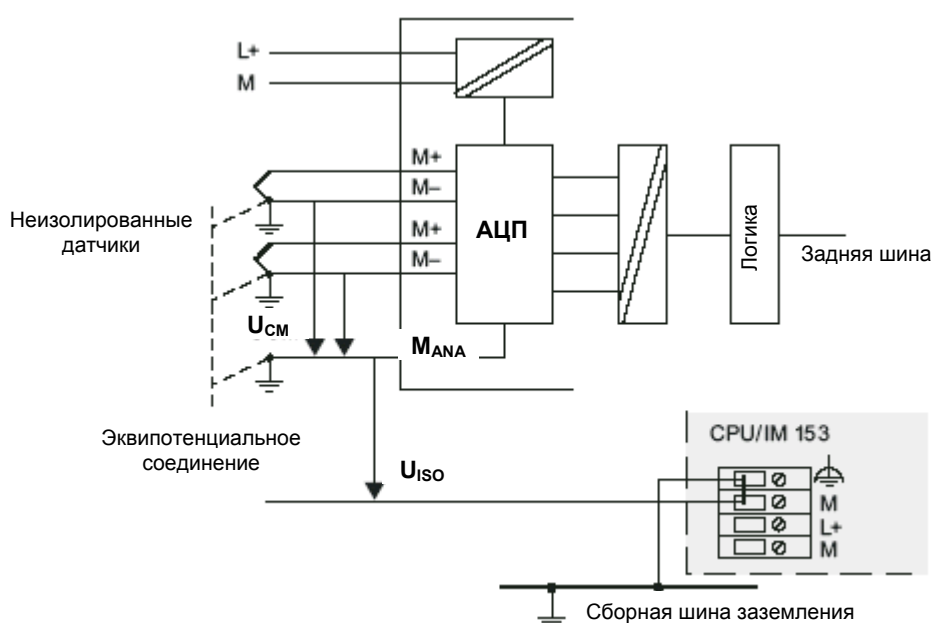 L+
M
M+
M–
M+
M–
АЦП
Логика
Задняя шина
Неизолированные
датчики
UCM
MANA
Эквипотенциальное
соединение
UISO
CPU/IM 153
M
L+
M
Сборная шина заземления